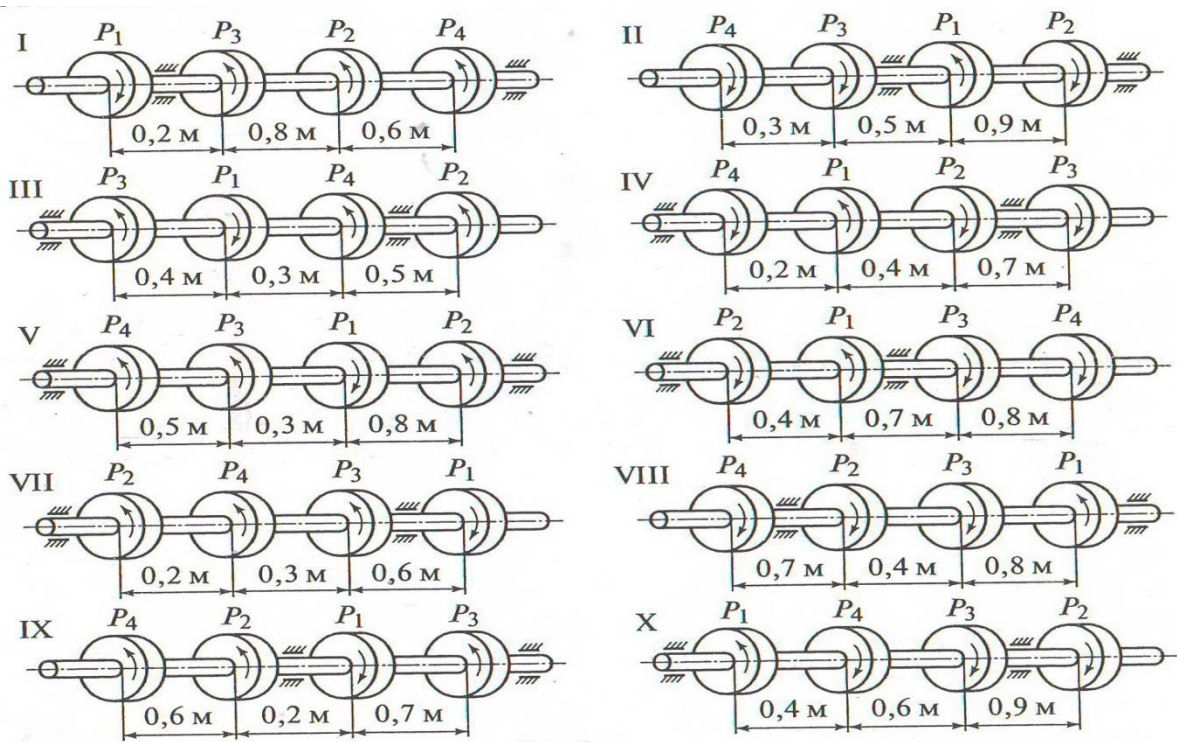 I P₁ P₃ P₂ P₄
0,2 м 0,8 м 0,6 м
II P₄ P₃ P₁ P₂
0,3 м 0,5 м 0,9 м
III P₃ P₁ P₄ P₂
0,4 м 0,3 м 0,5 м
IV P₄ P₁ P₂ P₃
0,2 м 0,4 м 0,7 м
V P₄ P₃ P₁ P₂
0,5 м 0,3 м 0,8 м
VI P₂ P₁ P₃ P₄
0,4 м 0,7 м 0,8 м
VII P₂ P₄ P₃ P₁
0,2 м 0,3 м 0,6 м
VIII P₄ P₂ P₃ P₁
0,7 м 0,4 м 0,8 м
IX P₄ P₂ P₁ P₃
0,6 м 0,2 м 0,7 м
X P₁ P₄ P₃ P₂
0,4 м 0,6 м 0,9 м